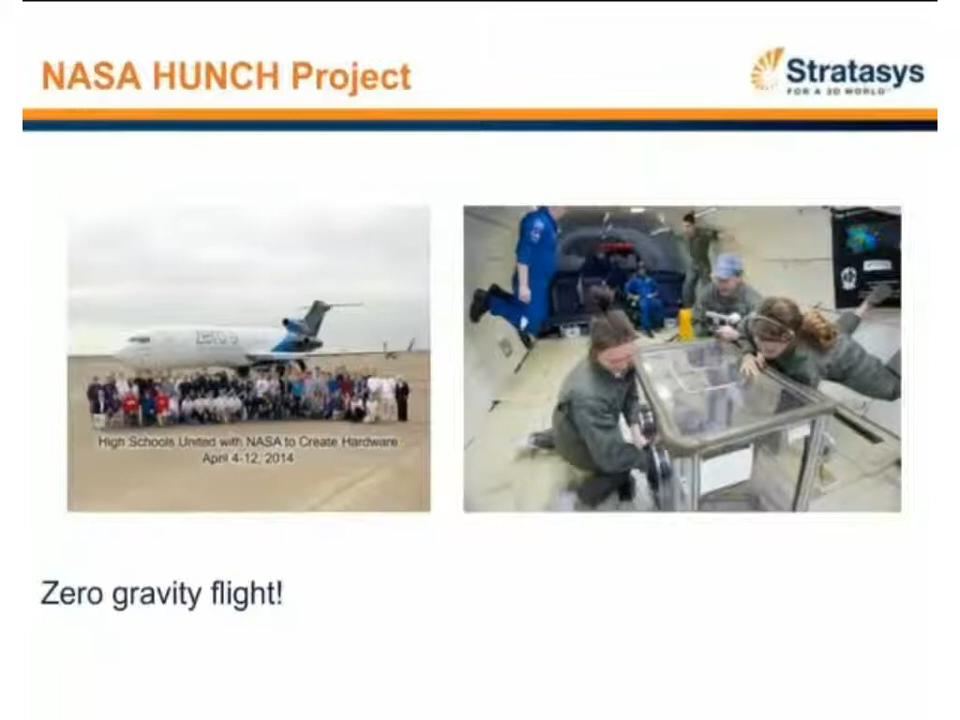 NASA HUNCH Project
Stratasys
FOR A 3D WORLD
zero g
High Schools United with NASA to Create Hardware
April 4-12, 2014
Zero gravity flight!